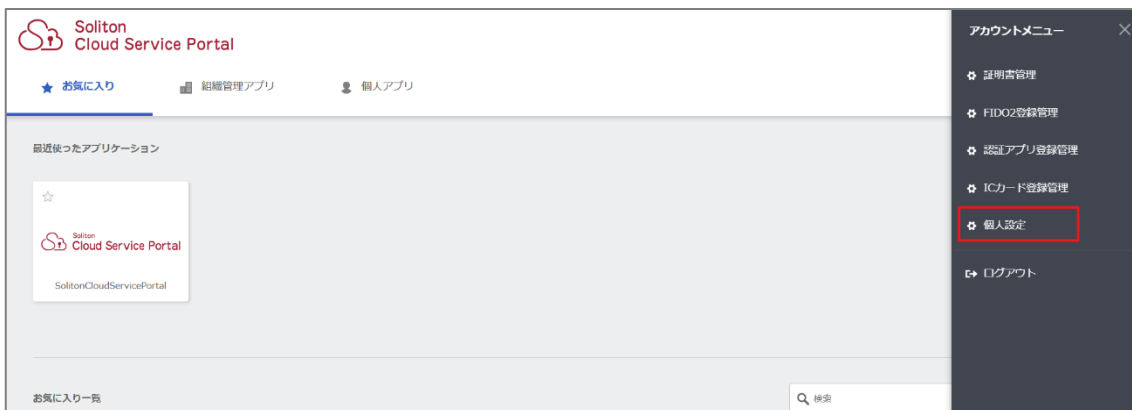 Soliton
Cloud Service Portal
お気に入り
組織管理アプリ
個人アプリ
最近使ったアプリケーション
Soliton
Cloud Service Portal
SolitonCloudServicePortal
お気に入り一覧
検索
アカウントメニュー
証明書管理
FIDO2登録管理
認証アプリ登録管理
ICカード登録管理
個人設定
ログアウト